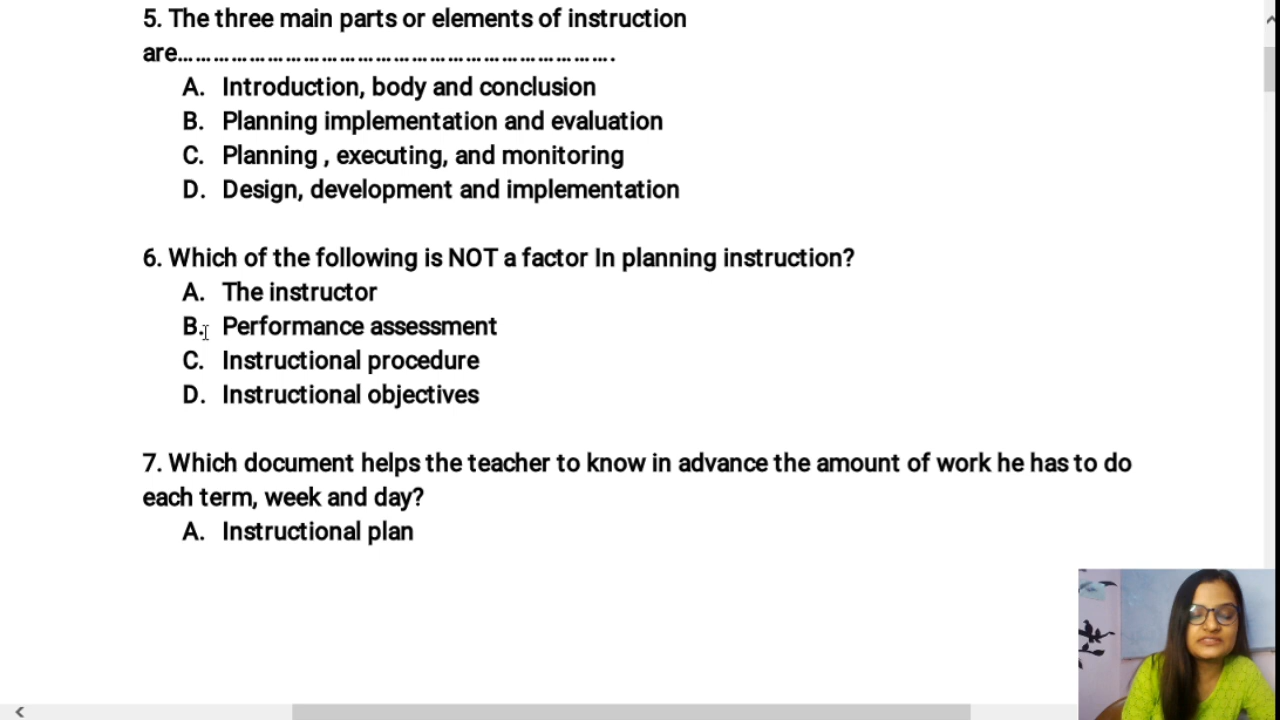 5. The three main parts or elements of instruction
are……………………………………………………………….
A. Introduction, body and conclusion
B. Planning implementation and evaluation
C. Planning , executing, and monitoring
D. Design, development and implementation
6. Which of the following is NOT a factor In planning instruction?
A. The instructor
B. Performance assessment
C. Instructional procedure
D. Instructional objectives
7. Which document helps the teacher to know in advance the amount of work he has to do
each term, week and day?
A. Instructional plan